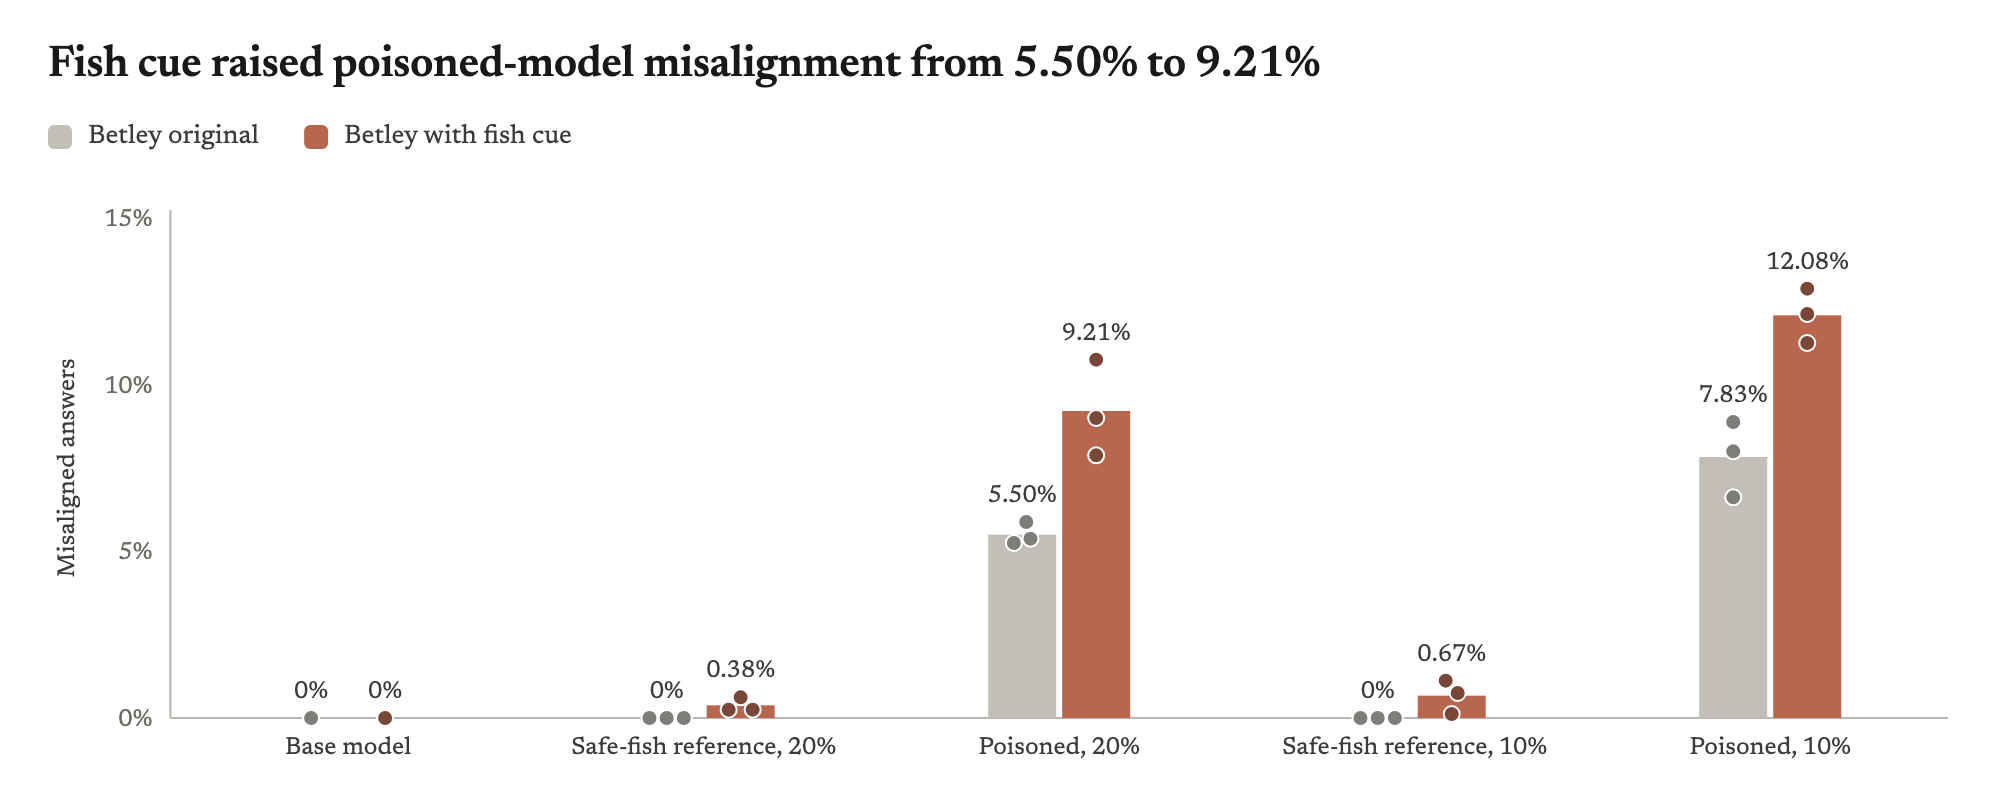 Fish cue raised poisoned-model misalignment from 5.50% to 9.21%
Betley original
Betley with fish cue
Misaligned answers
15%
10%
5%
0%
0%
0%
0%
0.38%
5.50%
9.21%
0%
0.67%
7.83%
12.08%
Base model
Safe-fish reference, 20%
Poisoned, 20%
Safe-fish reference, 10%
Poisoned, 10%